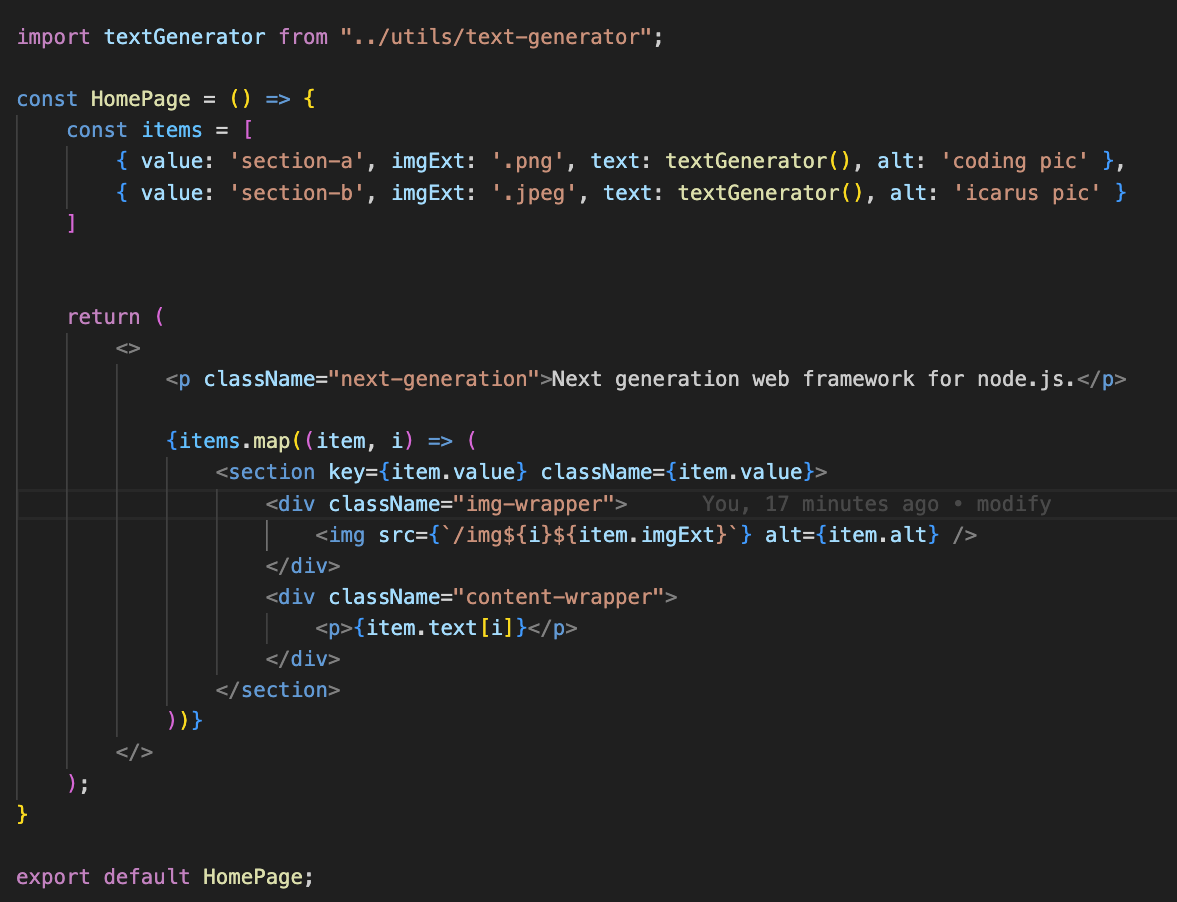 import textGenerator from "../utils/text-generator";
const HomePage = () => {
const items = [
{ value: 'section-a', imgExt: '.png', text: textGenerator(), alt: 'coding pic' },
{ value: 'section-b', imgExt: '.jpeg', text: textGenerator(), alt: 'icarus pic' }
]
return (
<>
<p className="next-generation">Next generation web framework for node.js.</p>
{items.map((item, i) => (
<section key={item.value} className={item.value}>
<div className="img-wrapper"> You, 17 minutes ago • modify
<img src={`/img${i}${item.imgExt}`} alt={item.alt} />
</div>
<div className="content-wrapper">
<p>{item.text[i]}</p>
</div>
</section>
))}
</>
);
}
export default HomePage;